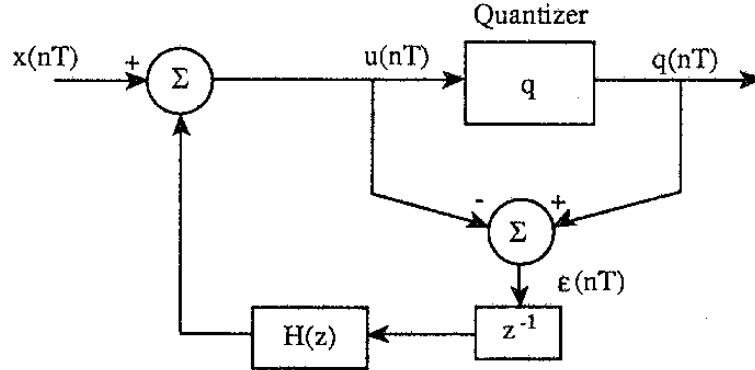 Quantizer
x(nT)
+
Σ
u(nT)
q
q(nT)
-
+
Σ
ε(nT)
H(z)
z⁻¹